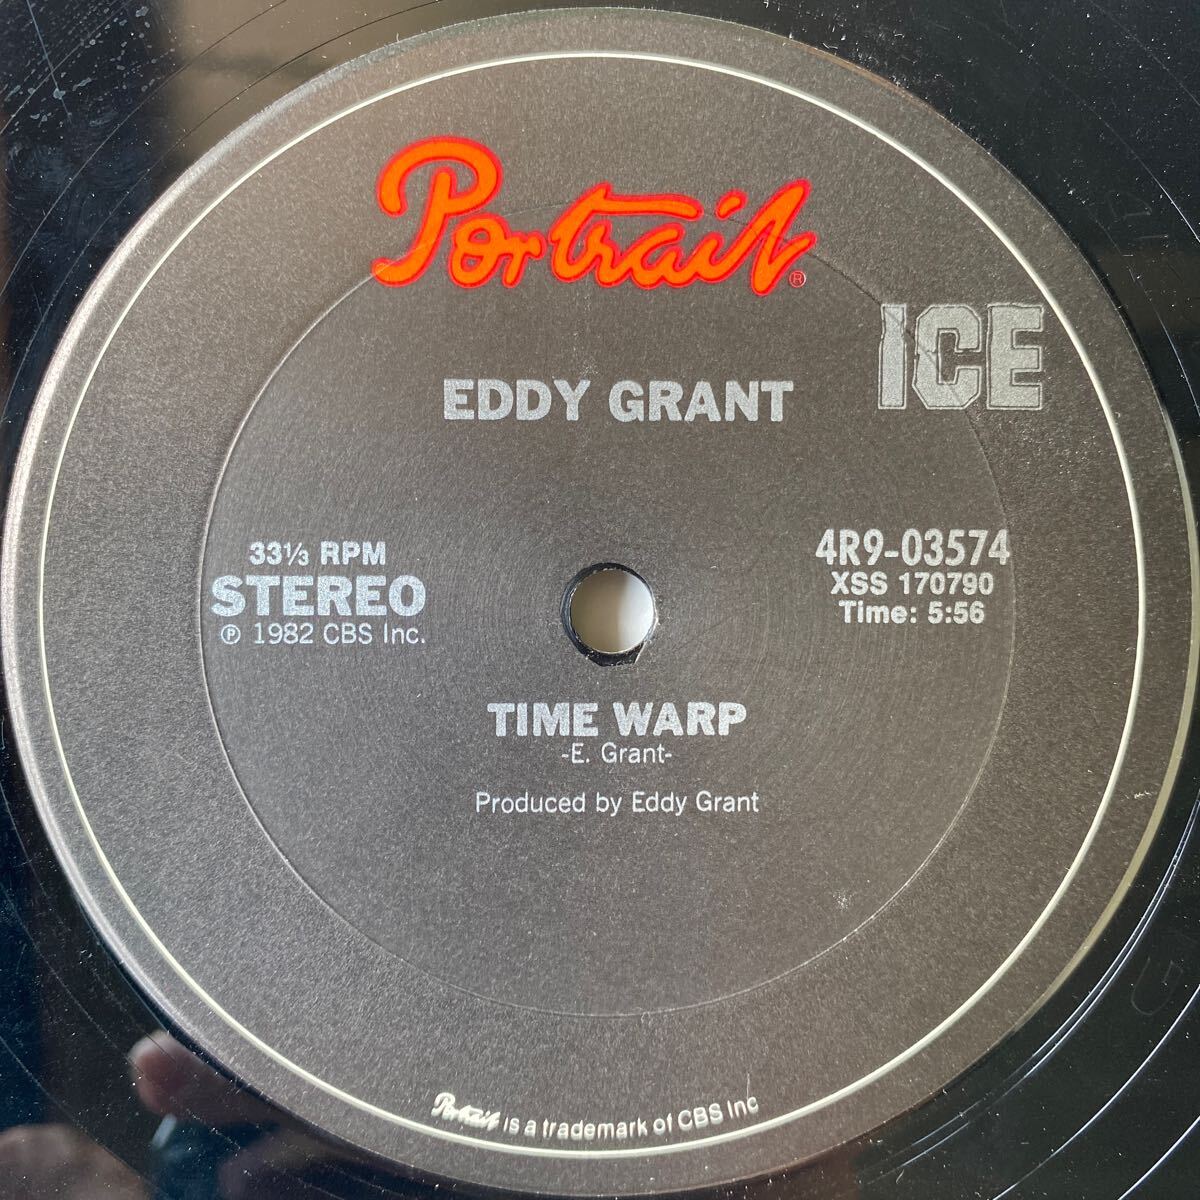 Portrait®
ICE
EDDY GRANT
33⅓ RPM
STEREO
℗ 1982 CBS Inc.
4R9-03574
XSS 170790
Time: 5:56
TIME WARP
-E. Grant-
Produced by Eddy Grant
Portrait is a trademark of CBS Inc